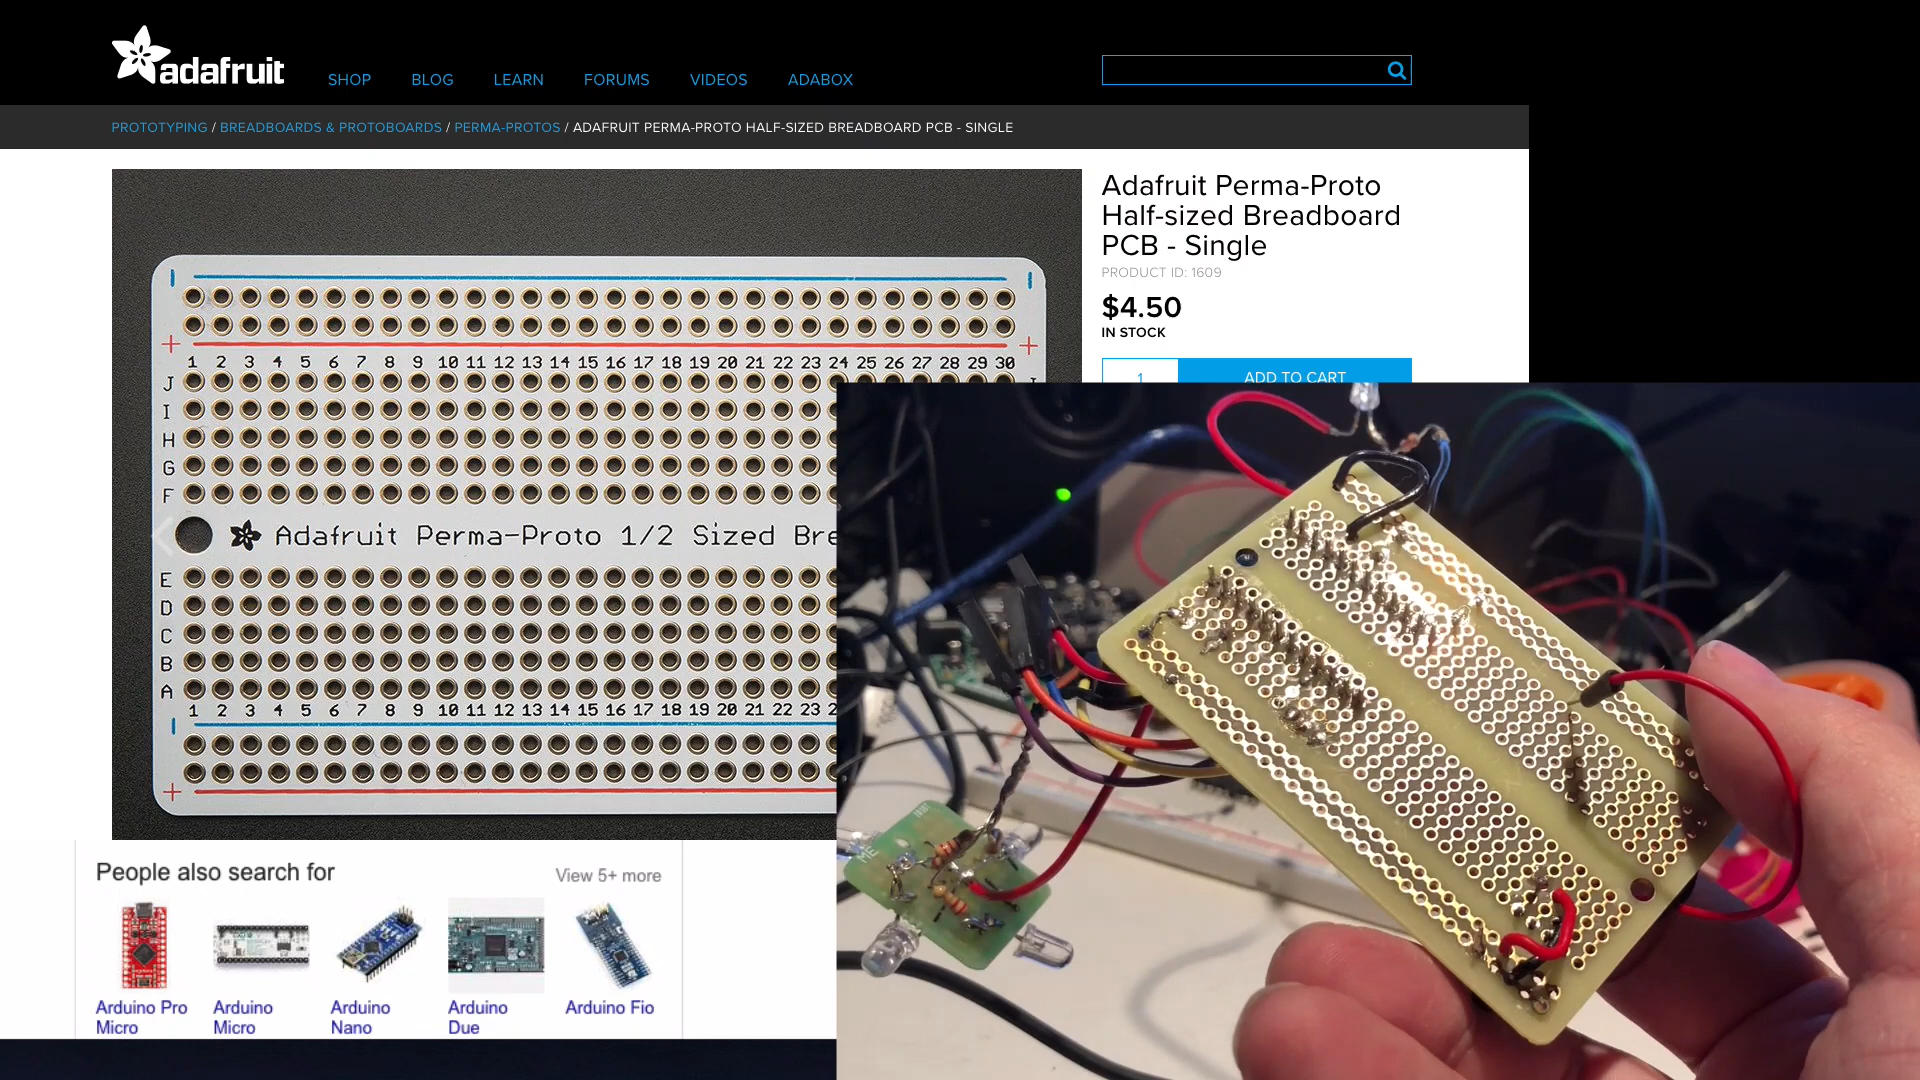 adafruit
SHOP BLOG LEARN FORUMS VIDEOS ADABOX
PROTOTYPING / BREADBOARDS & PROTOBOARDS / PERMA-PROTOS / ADAFRUIT PERMA-PROTO HALF-SIZED BREADBOARD PCB - SINGLE
Adafruit Perma-Proto
Half-sized Breadboard
PCB - Single
PRODUCT ID: 1609
$4.50
IN STOCK
1 ADD TO CART
1 2 3 4 5 6 7 8 9 10 11 12 13 14 15 16 17 18 19 20 21 22 23 24 25 26 27 28 29 30
J
I
H
G
F
Adafruit Perma-Proto 1/2 Sized Bre
E
D
C
B
A
1 2 3 4 5 6 7 8 9 10 11 12 13 14 15 16 17 18 19 20 21 22 23 2
ME
People also search for
View 5+ more
Arduino Pro Micro
Arduino Micro
Arduino Nano
Arduino Due
Arduino Fio